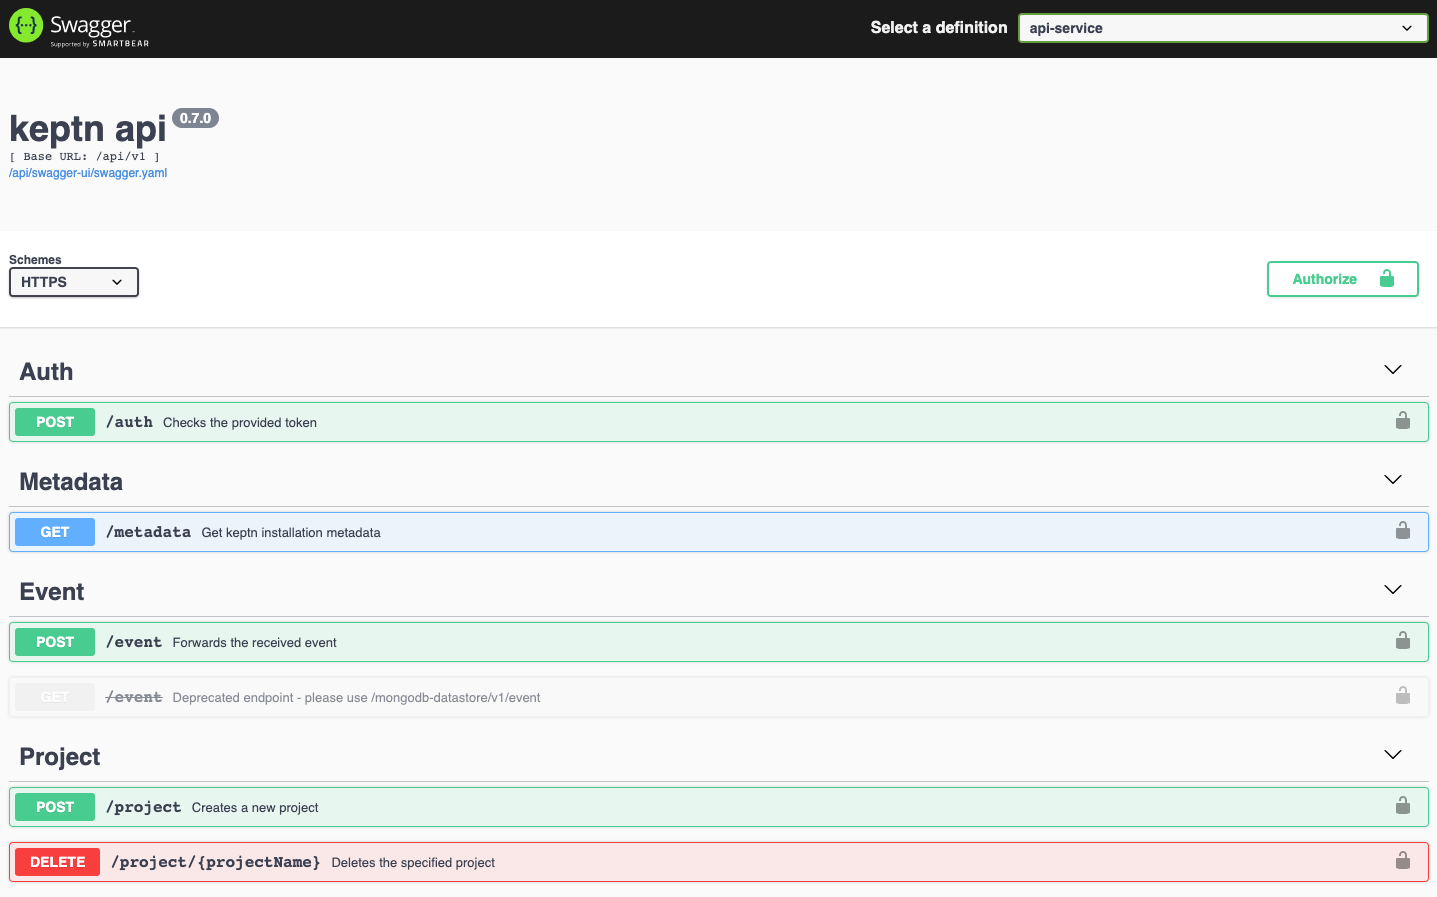 Swagger
Supported by SMARTBEAR
Select a definition
api-service
keptn api 0.7.0
[ Base URL: /api/v1 ]
/api/swagger-ui/swagger.yaml
Schemes
HTTPS
Authorize
Auth
POST /auth Checks the provided token
Metadata
GET /metadata Get keptn installation metadata
Event
POST /event Forwards the received event
GET /event Deprecated endpoint - please use /mongodb-datastore/v1/event
Project
POST /project Creates a new project
DELETE /project/{projectName} Deletes the specified project